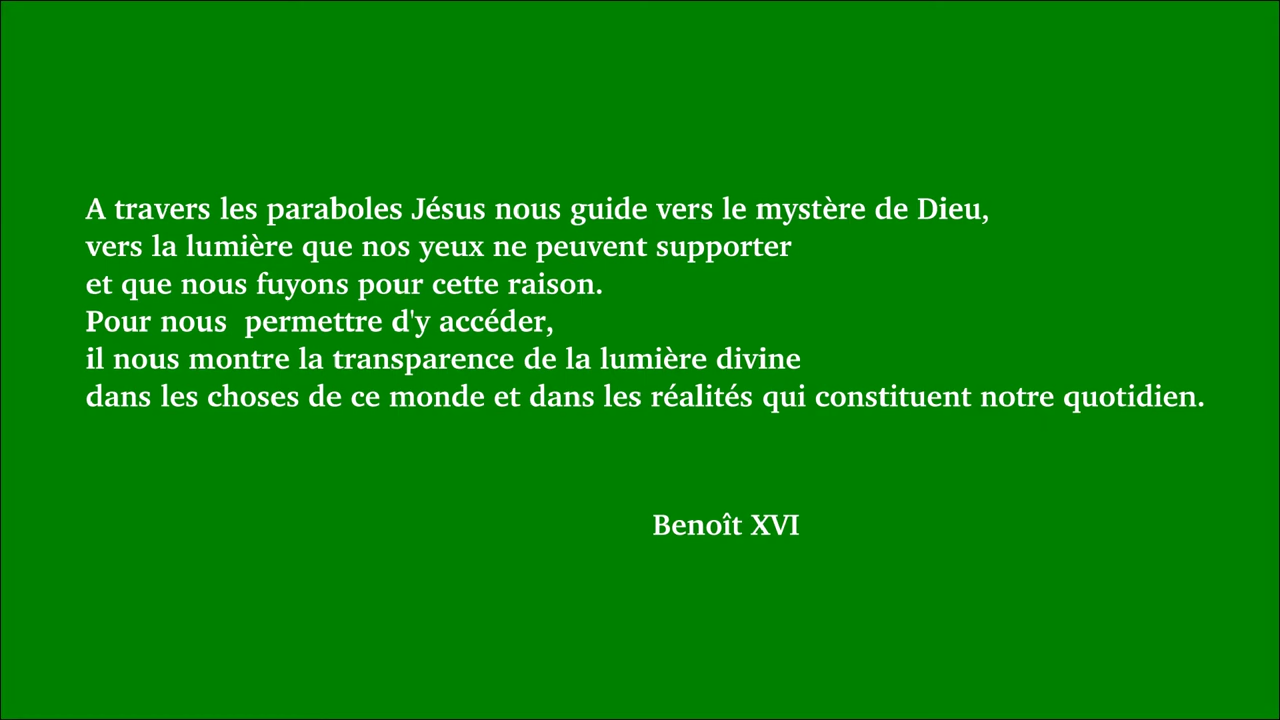 A travers les paraboles Jésus nous guide vers le mystère de Dieu,
vers la lumière que nos yeux ne peuvent supporter
et que nous fuyons pour cette raison.
Pour nous  permettre d'y accéder,
il nous montre la transparence de la lumière divine
dans les choses de ce monde et dans les réalités qui constituent notre quotidien.
Benoît XVI